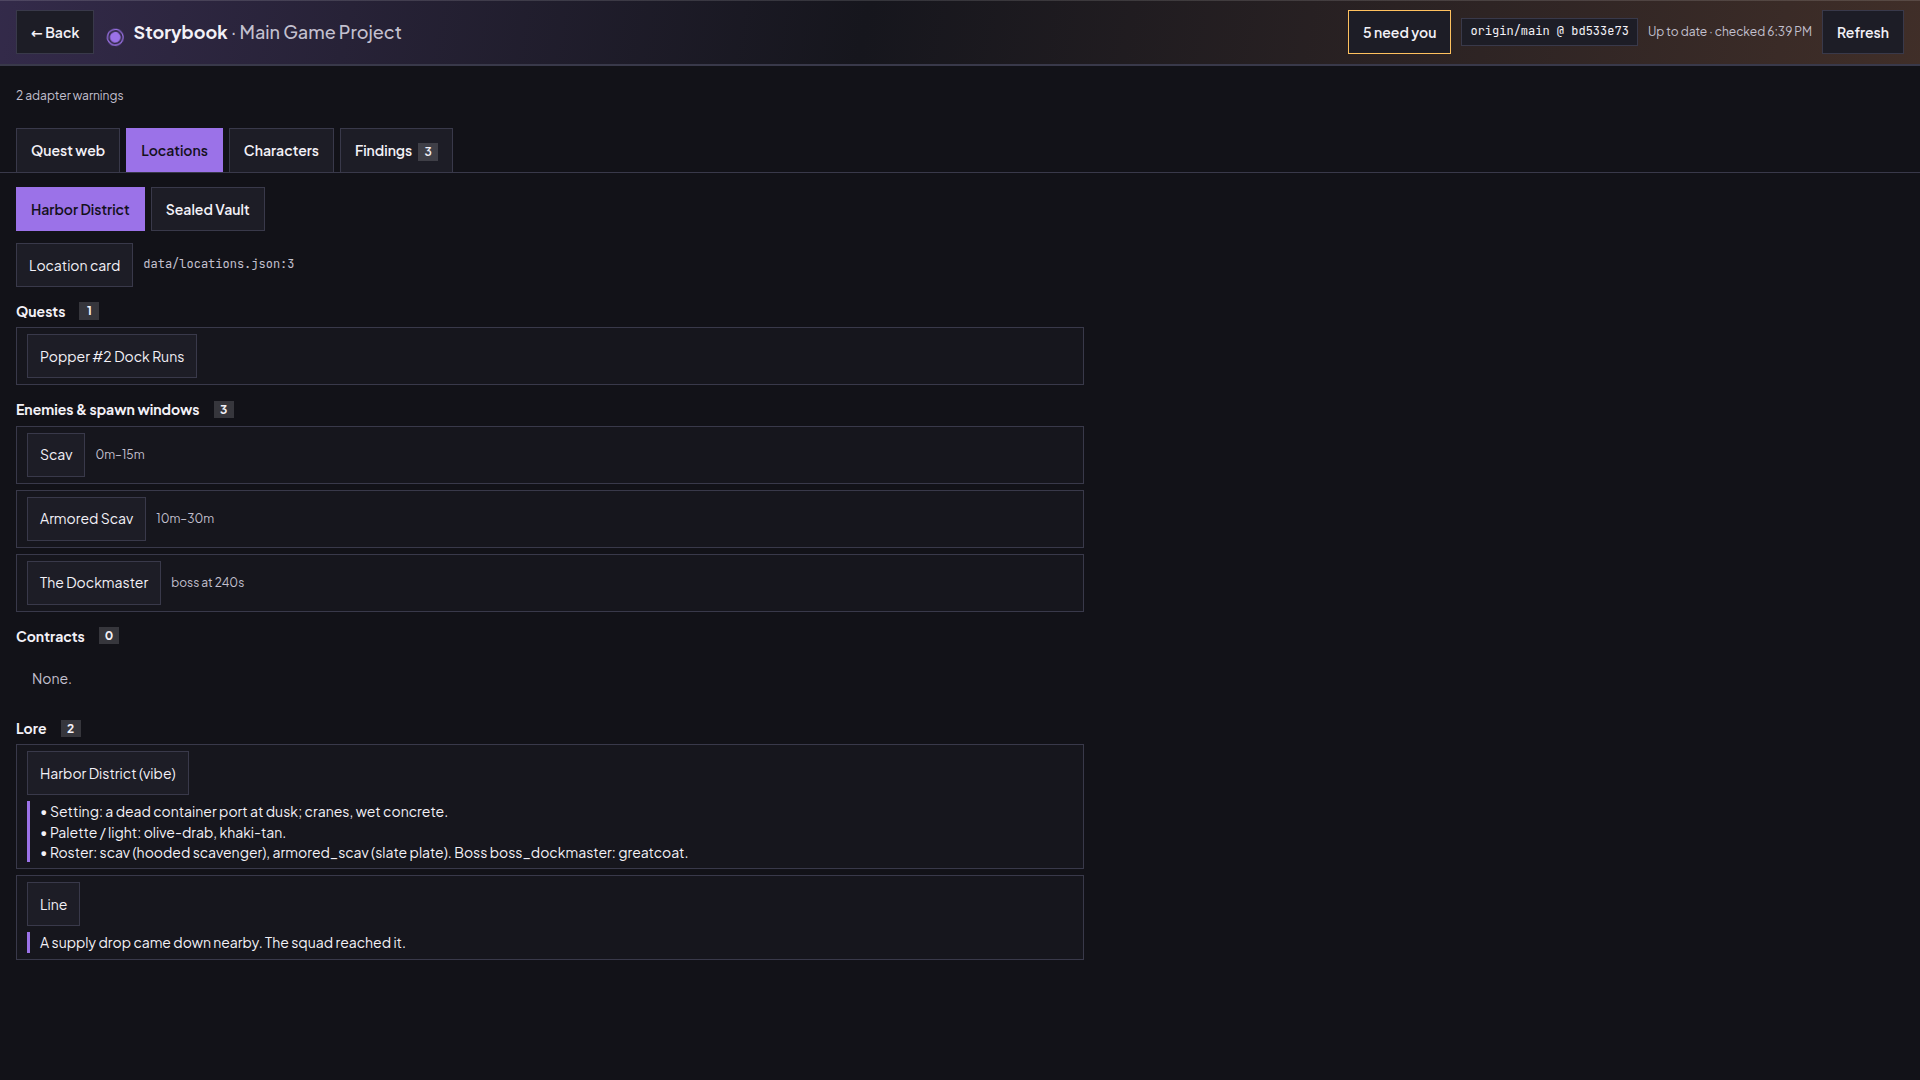 ← Back
Storybook · Main Game Project
5 need you
origin/main @ bd533e73
Up to date · checked 6:39 PM
Refresh
2 adapter warnings
Quest web
Locations
Characters
Findings 3
Harbor District
Sealed Vault
Location card
data/locations.json:3
Quests 1
Popper #2 Dock Runs
Enemies & spawn windows 3
Scav 0m–15m
Armored Scav 10m–30m
The Dockmaster boss at 240s
Contracts 0
None.
Lore 2
Harbor District (vibe)
• Setting: a dead container port at dusk; cranes, wet concrete.
• Palette / light: olive-drab, khaki-tan.
• Roster: scav (hooded scavenger), armored_scav (slate plate). Boss boss_dockmaster: greatcoat.
Line
A supply drop came down nearby. The squad reached it.